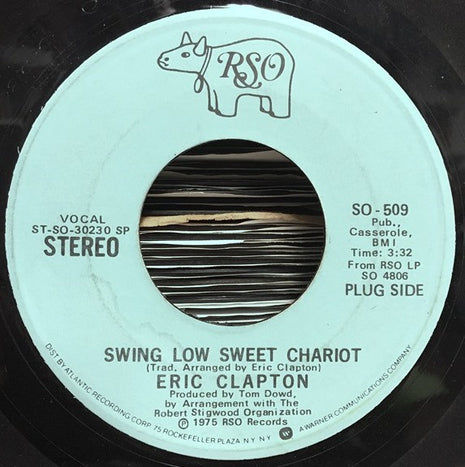 RSO
VOCAL
ST-SO-30230 SP
STEREO
SO-509
Pub.,
Casserole,
BMI
Time: 3:32
From RSO LP
SO 4806
PLUG SIDE
SWING LOW SWEET CHARIOT
(Trad, Arranged by Eric Clapton)
ERIC CLAPTON
Produced by Tom Dowd,
by Arrangement with The
Robert Stigwood Organization
Ⓟ 1975 RSO Records
DIST BY ATLANTIC RECORDING CORP 75 ROCKEFELLER PLAZA NY NY W A WARNER COMMUNICATIONS COMPANY